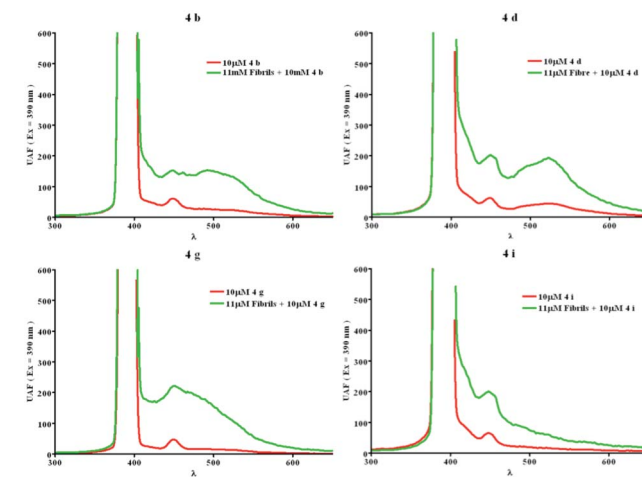 4 b
600
500
400
300
200
100
0
UAF ( Ex = 390 nm )
10µM 4 b
11mM Fibrils + 10mM 4 b
300
400
500
600
λ
4 d
600
500
400
300
200
100
0
UAF ( Ex = 390 nm )
10µM 4 d
11µM Fibre + 10µM 4 d
300
400
500
600
λ
4 g
600
500
400
300
200
100
0
UAF ( Ex = 390 nm )
10µM 4 g
11µM Fibrils + 10µM 4 g
300
400
500
600
λ
4 i
600
500
400
300
200
100
0
UAF ( Ex = 390 nm )
10µM 4 i
11µM Fibrils + 10µM 4 i
300
400
500
600
λ